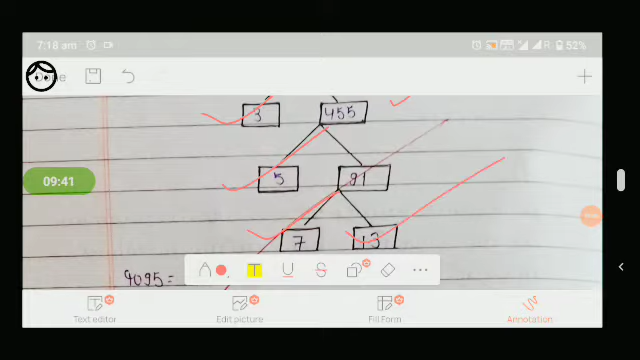 7:18 am R 52%
Done
3 455
09:41
5 91
7 13
4095=
T U S
Text editor Edit picture Fill Form Annotation